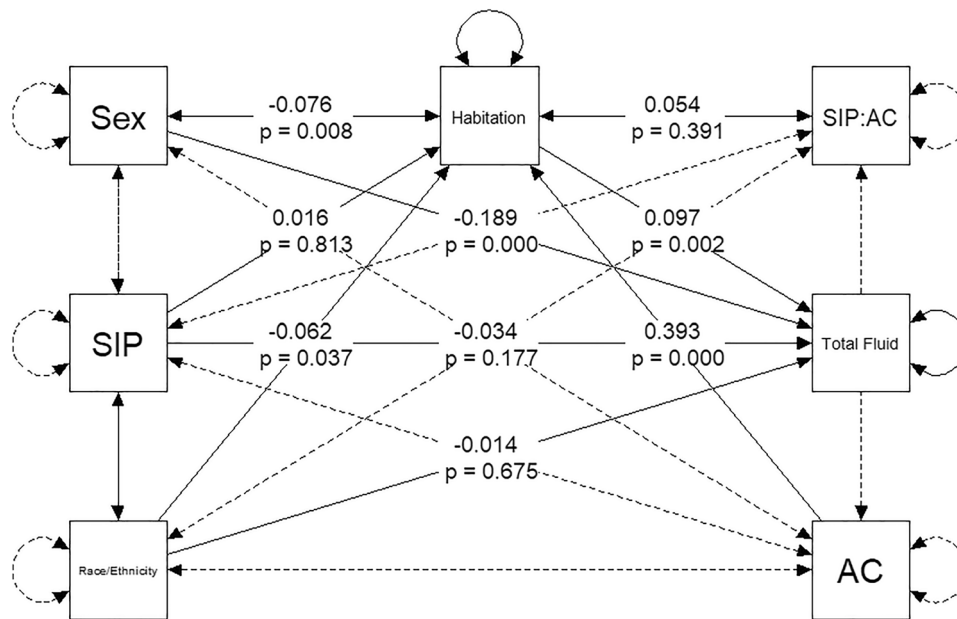 Sex
-0.076
p = 0.008
Habitation
0.054
p = 0.391
SIP:AC
0.016
p = 0.813
-0.189
p = 0.000
0.097
p = 0.002
SIP
-0.062
p = 0.037
-0.034
p = 0.177
0.393
p = 0.000
Total Fluid
-0.014
p = 0.675
Race/Ethnicity
AC